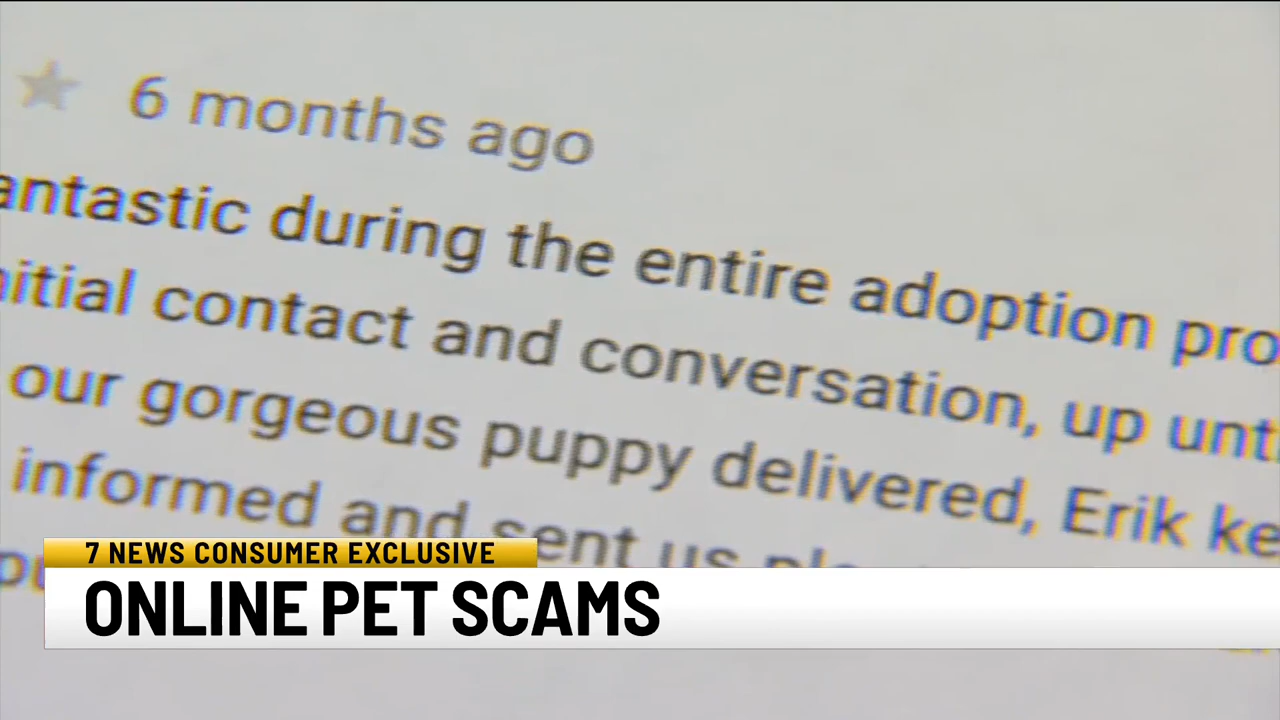 6 months ago
antastic during the entire adoption pro
nitial contact and conversation, up unti
our gorgeous puppy delivered, Erik ke
informed and sent us
7 NEWS CONSUMER EXCLUSIVE
ONLINE PET SCAMS